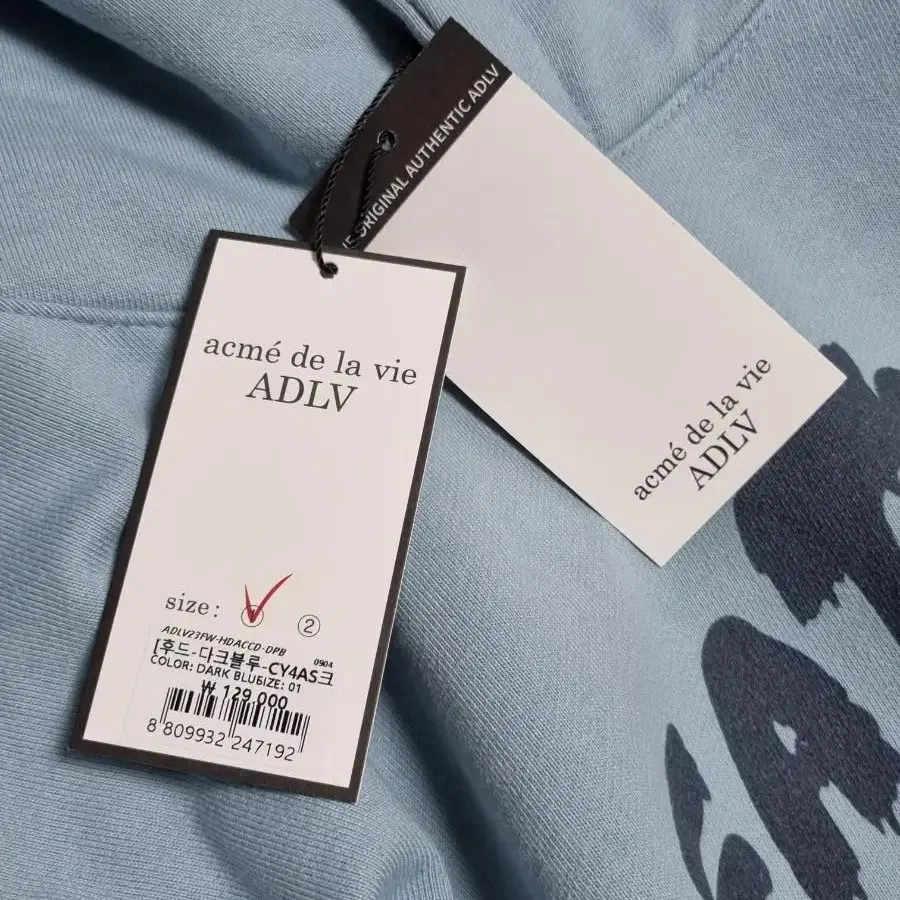 THE ORIGINAL AUTHENTIC ADLV
acmé de la vie
ADLV
acmé de la vie
ADLV
size: ②
ADLV23FW-HDACCD-DPB
[후드-다크블루-CY4AS크
0904
COLOR: DARK BLU SIZE: 01
₩ 129,000
8 809932 247192